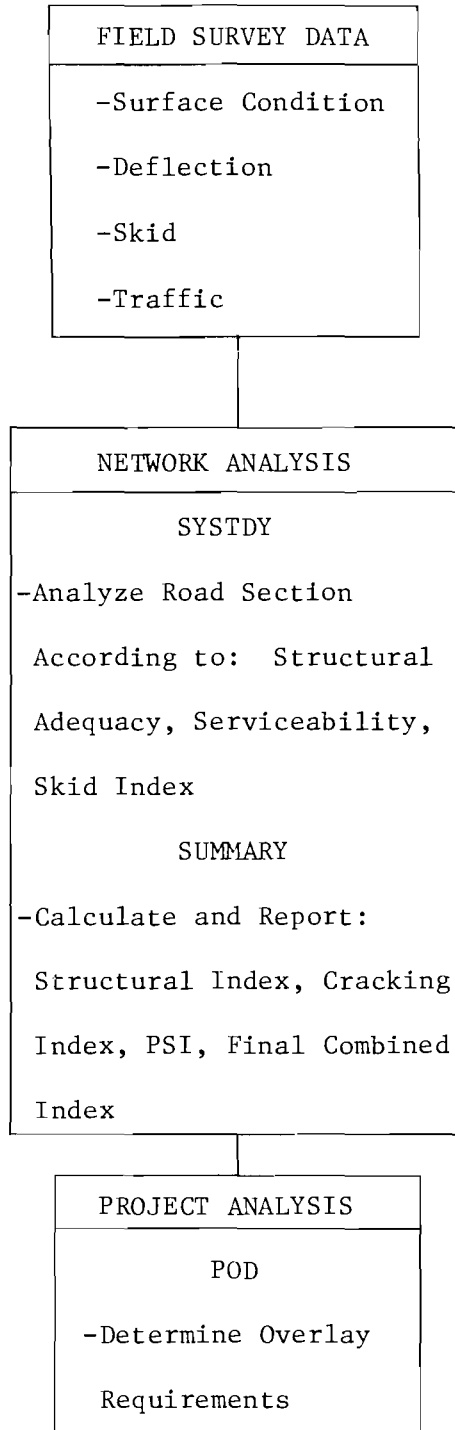 FIELD SURVEY DATA
-Surface Condition
-Deflection
-Skid
-Traffic
NETWORK ANALYSIS
SYSTDY
-Analyze Road Section
According to: Structural
Adequacy, Serviceability,
Skid Index
SUMMARY
-Calculate and Report:
Structural Index, Cracking
Index, PSI, Final Combined
Index
PROJECT ANALYSIS
POD
-Determine Overlay
Requirements